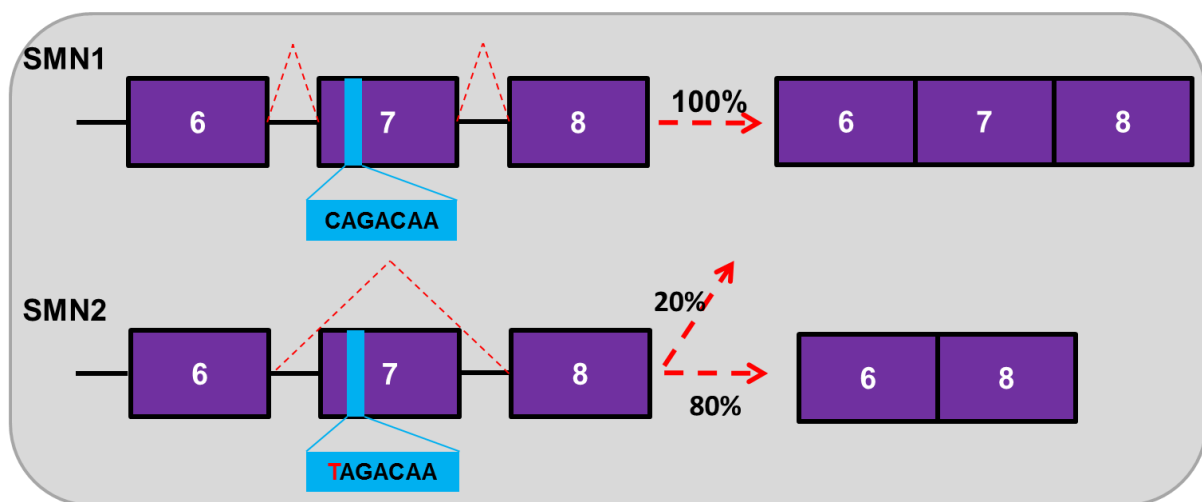 SMN1
6 7 8 100% 6 7 8
CAGACAA
SMN2
20%
6 7 8 80% 6 8
TAGACAA